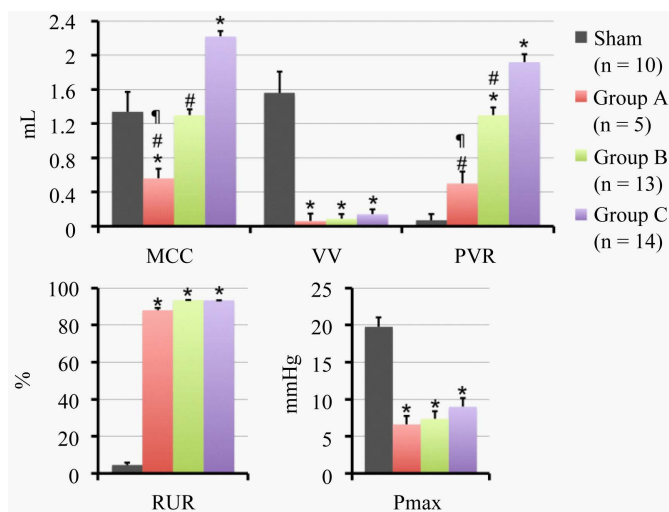 2.4
2
1.6
1.2
0.8
0.4
0
mL
*
¶
#
*
#
*
*
*
*
¶
#
#
*
*
MCC
VV
PVR
Sham
(n = 10)
Group A
(n = 5)
Group B
(n = 13)
Group C
(n = 14)
100
80
60
40
20
0
%
*
*
*
RUR
25
20
15
10
5
0
mmHg
*
*
*
Pmax